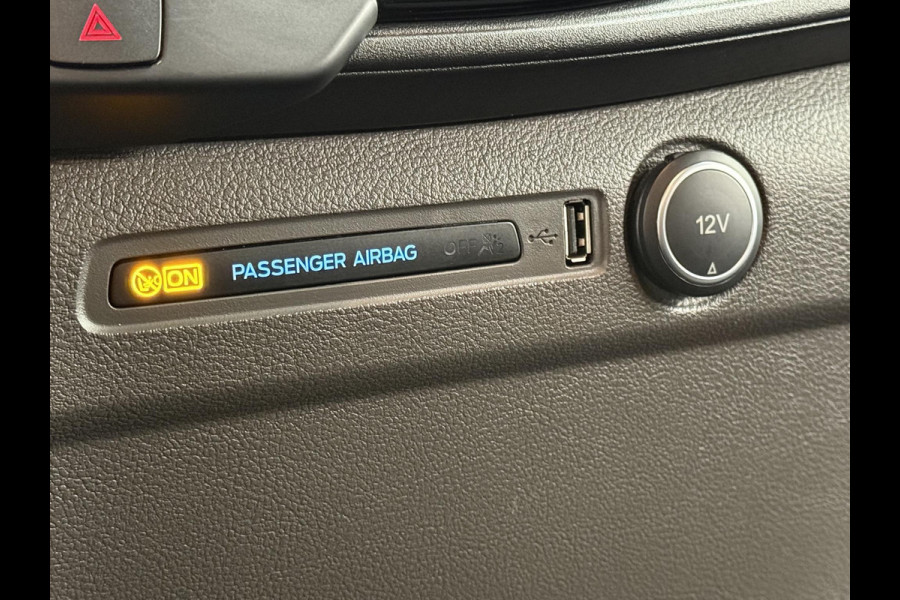 ON PASSENGER AIRBAG OFF
12V